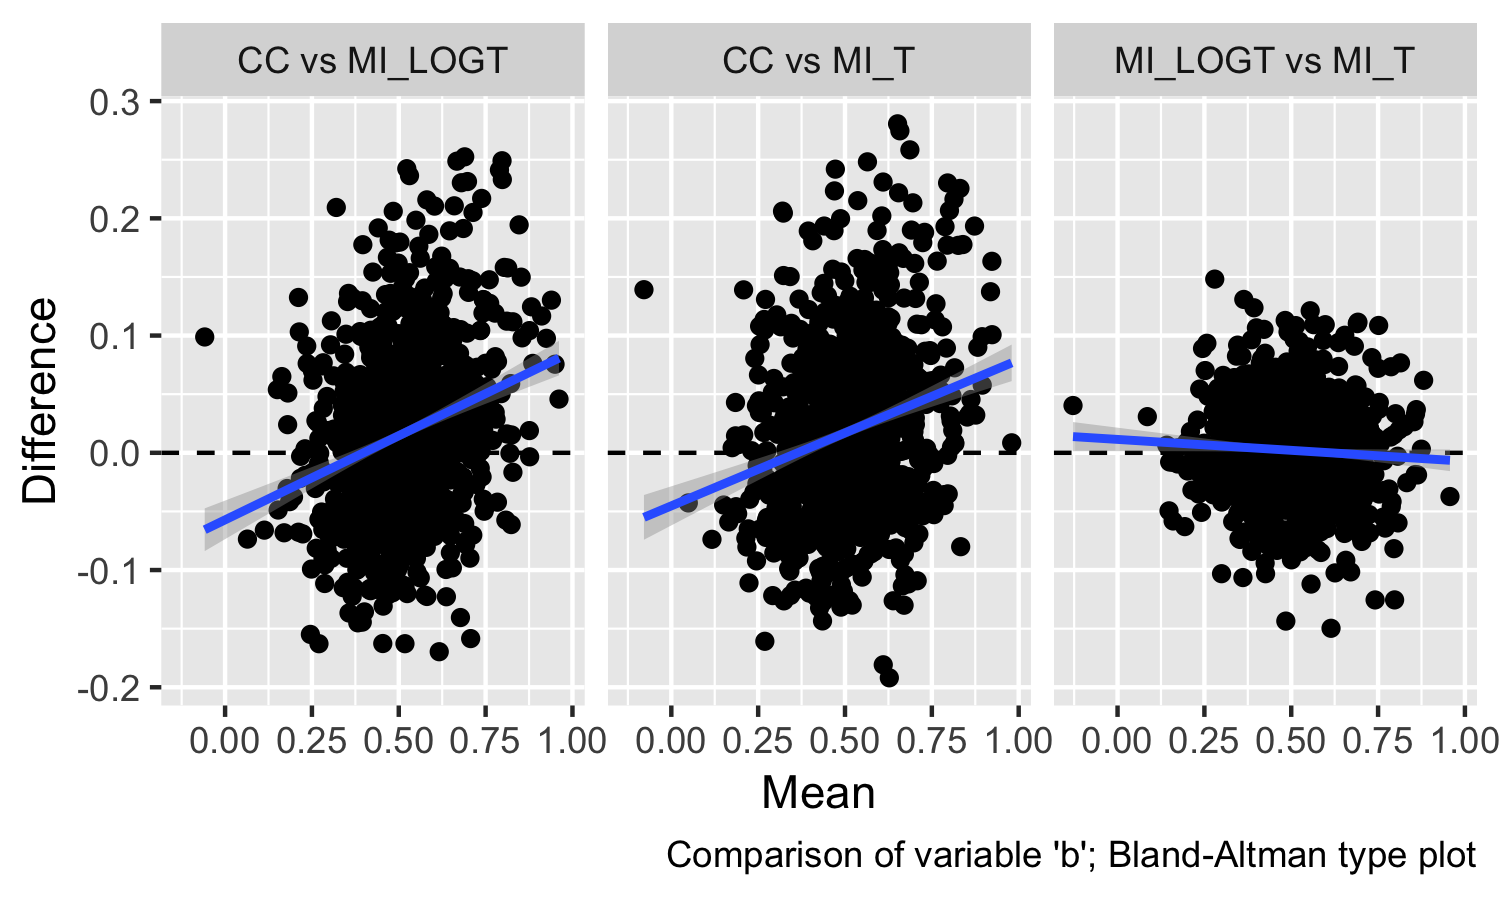 CC vs MI_LOGT CC vs MI_T MI_LOGT vs MI_T
0.3
0.2
0.1
0.0
-0.1
-0.2
Difference
0.00 0.25 0.50 0.75 1.00 0.00 0.25 0.50 0.75 1.00 0.00 0.25 0.50 0.75 1.00
Mean
Comparison of variable 'b'; Bland-Altman type plot